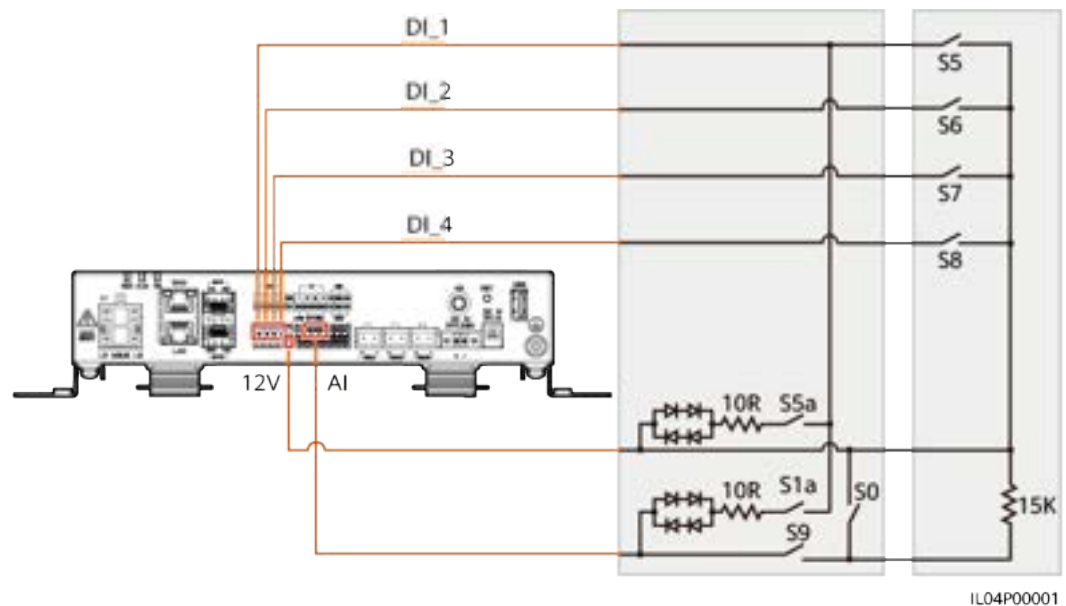 DI_1
S5
DI_2
S6
DI_3
S7
DI_4
S8
12V
AI
10R
S5a
10R
S1a
S0
15K
S9
IL04P00001